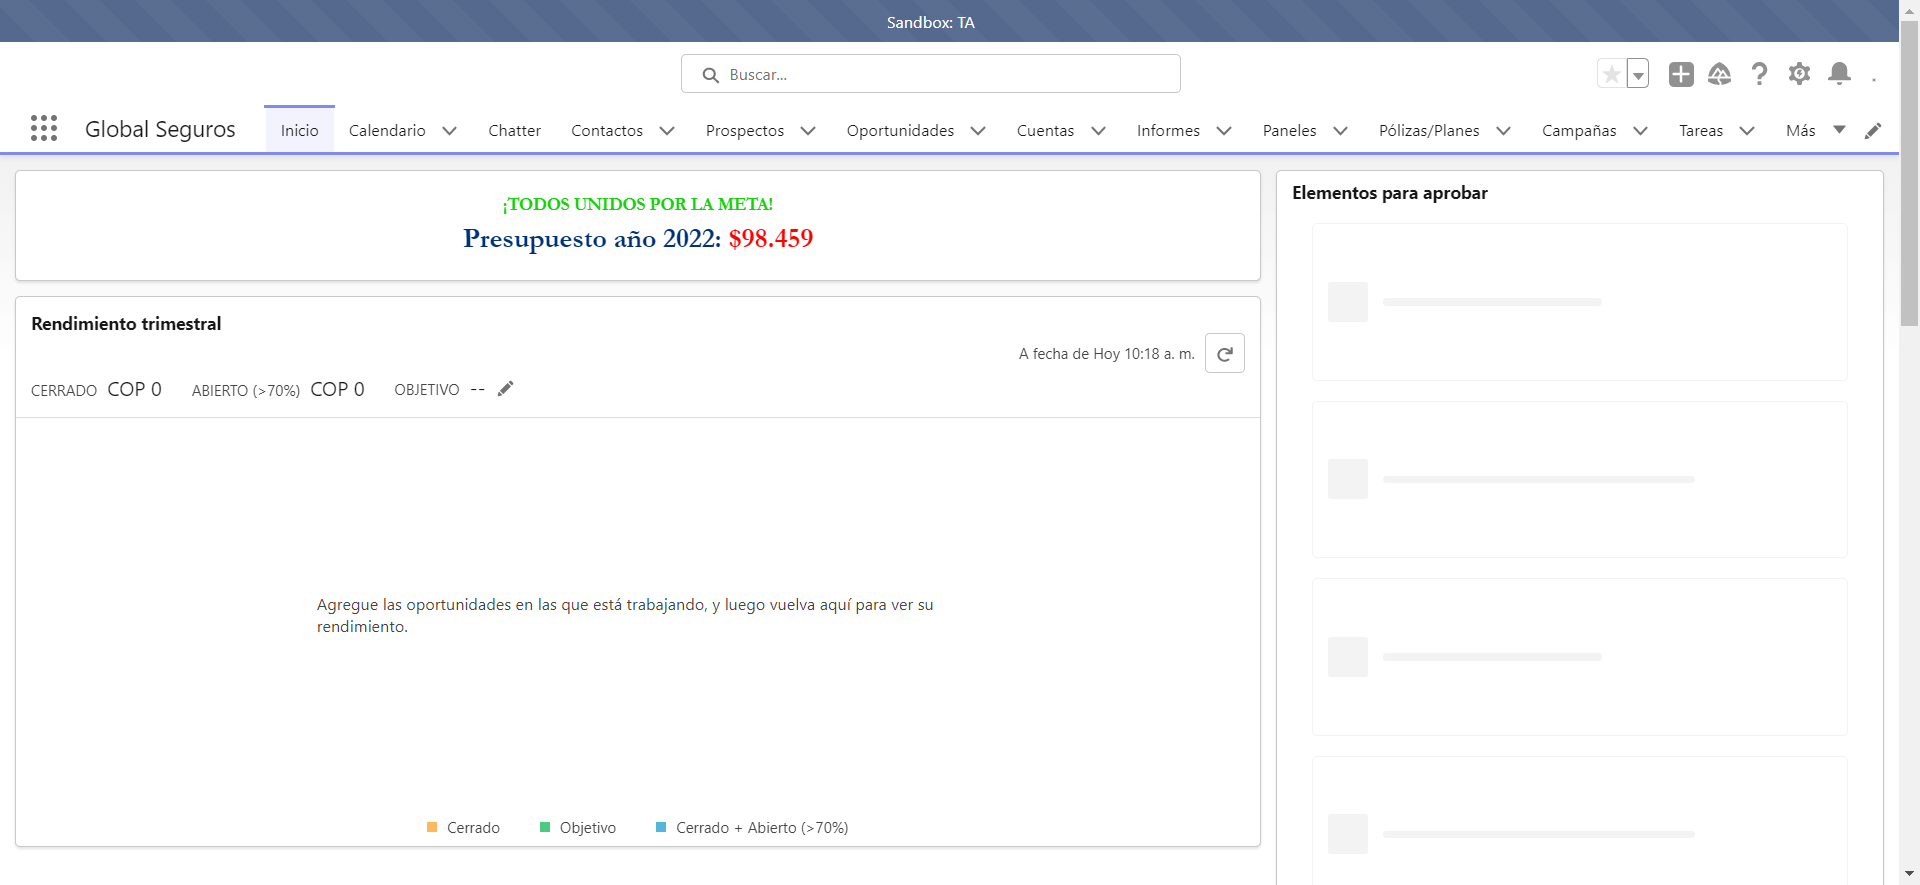 Sandbox: TA
Buscar...
Global Seguros
Inicio
Calendario
Chatter
Contactos
Prospectos
Oportunidades
Cuentas
Informes
Paneles
Pólizas/Planes
Campañas
Tareas
Más
¡TODOS UNIDOS POR LA META!
Presupuesto año 2022: $98.459
Rendimiento trimestral
A fecha de Hoy 10:18 a. m.
CERRADO COP 0 ABIERTO (>70%) COP 0 OBJETIVO --
Agregue las oportunidades en las que está trabajando, y luego vuelva aquí para ver su
rendimiento.
Cerrado
Objetivo
Cerrado + Abierto (>70%)
Elementos para aprobar